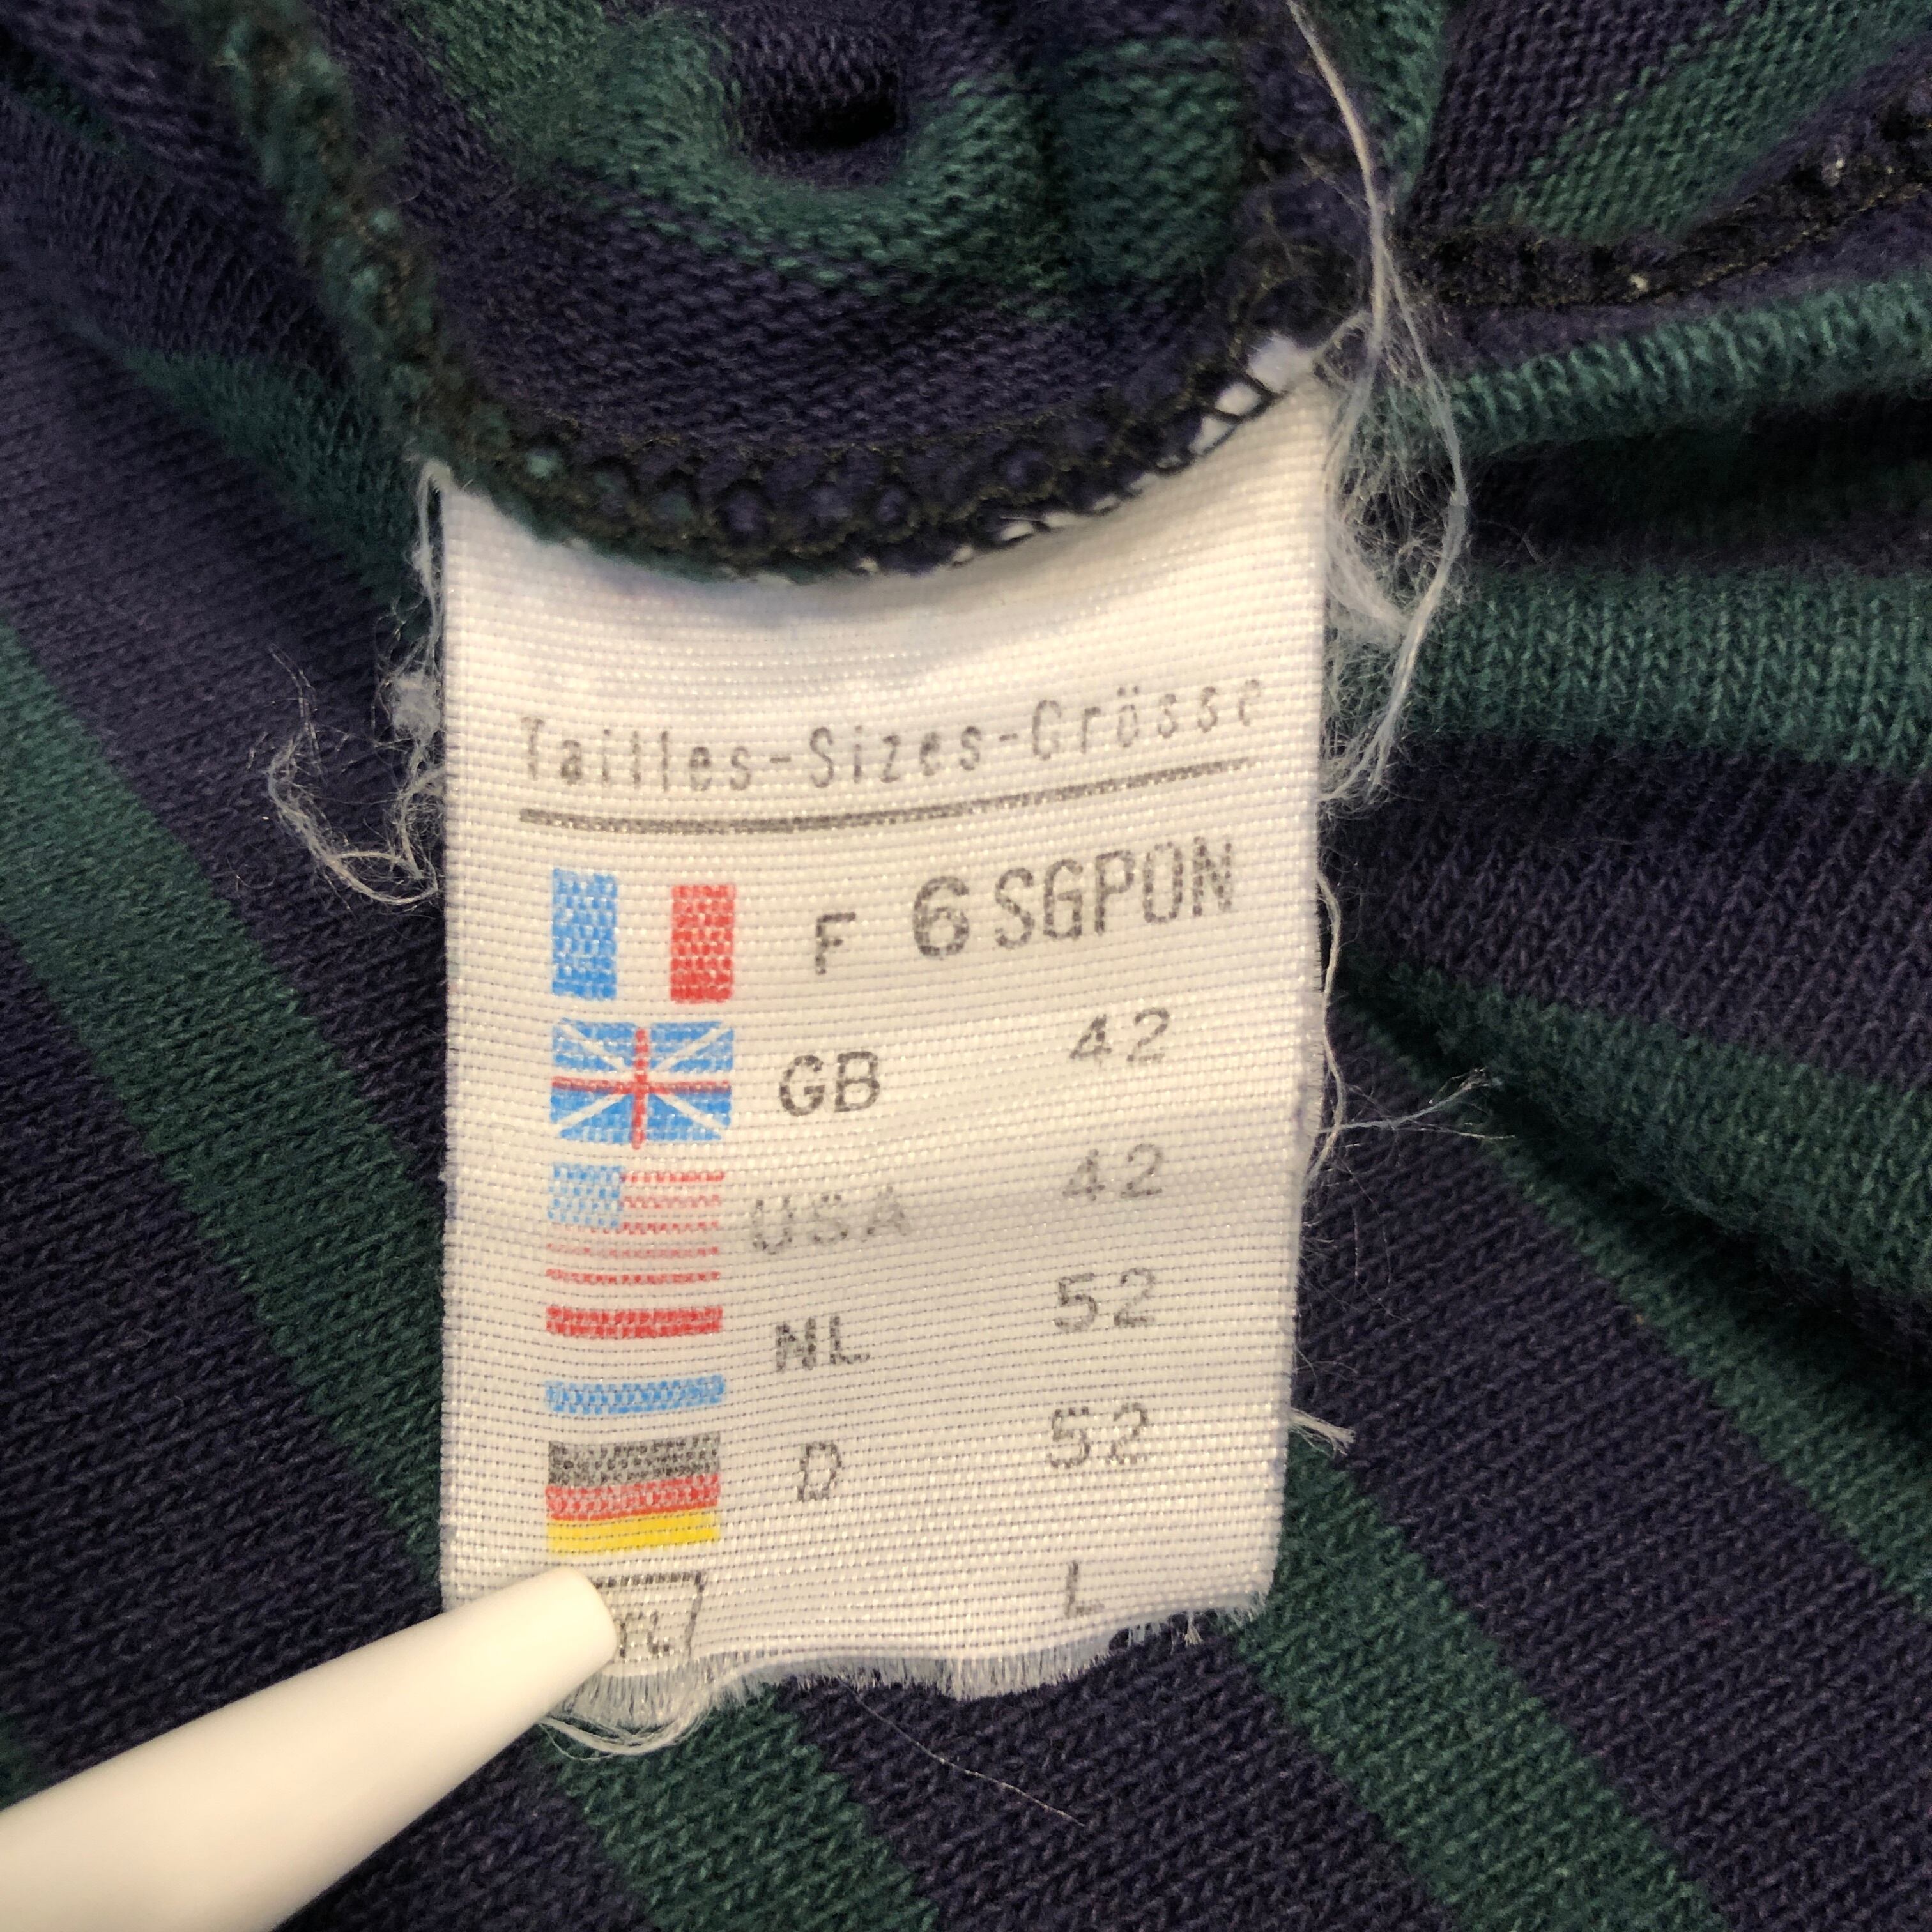 Tailles-Sizes-Grösse
F 6 SGPON
GB 42
USA 42
NL 52
D 52
L